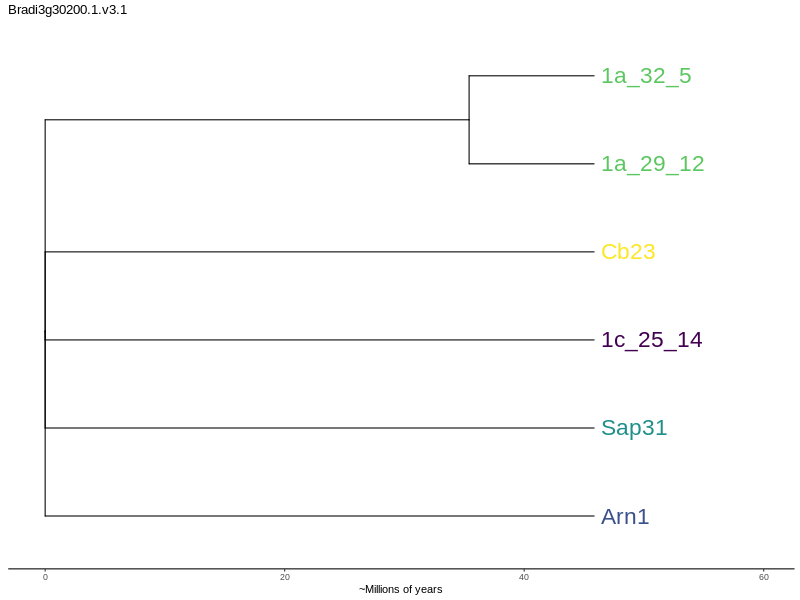 Bradi3g30200.1.v3.1
1a_32_5
1a_29_12
Cb23
1c_25_14
Sap31
Arn1
0 20 40 60
~Millions of years